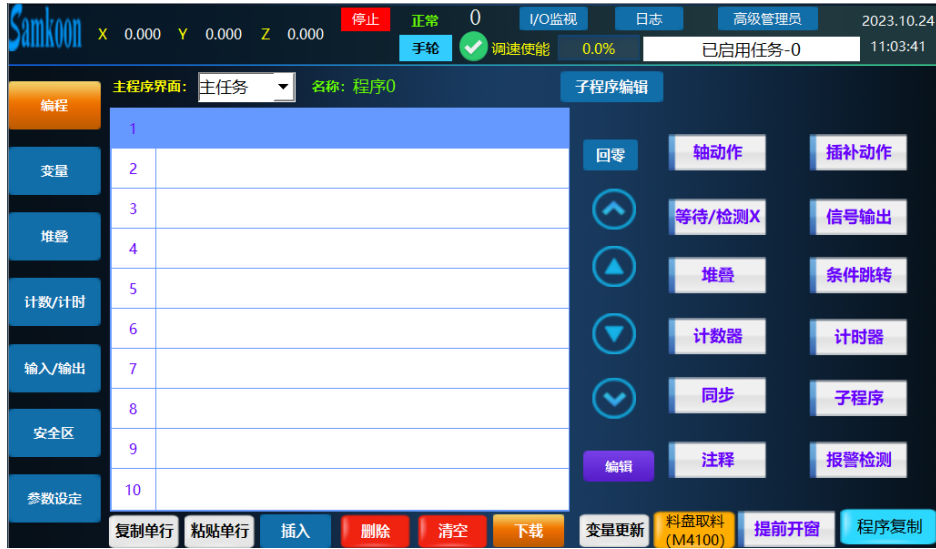 Samkoon
X 0.000 Y 0.000 Z 0.000
停止 正常 0 I/O监视 日志 高级管理员 2023.10.24
手轮 调速使能 0.0% 已启用任务-0 11:03:41
主程序界面: 主任务 名称: 程序0 子程序编辑
编程
变量
堆叠
计数/计时
输入/输出
安全区
参数设定
1
2
3
4
5
6
7
8
9
10
回零 轴动作 插补动作
等待/检测X 信号输出
堆叠 条件跳转
计数器 计时器
同步 子程序
编辑 注释 报警检测
复制单行 粘贴单行 插入 删除 清空 下载 变量更新 料盘取料 提前开窗 程序复制
(M4100)